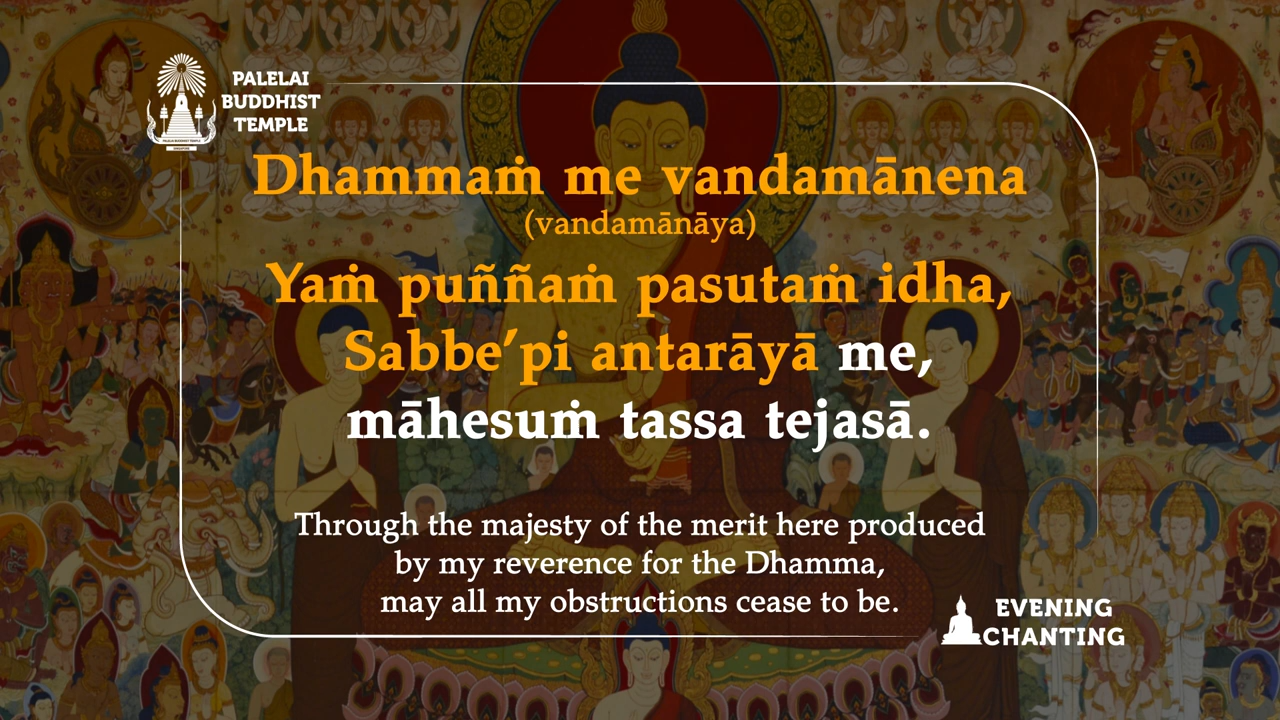 PALELAI
BUDDHIST
TEMPLE
Dhammaṁ me vandamānena
(vandamānāya)
Yaṁ puññaṁ pasutaṁ idha,
Sabbe’pi antarāyā me,
māhesuṁ tassa tejasā.
Through the majesty of the merit here produced
by my reverence for the Dhamma,
may all my obstructions cease to be.
EVENING
CHANTING